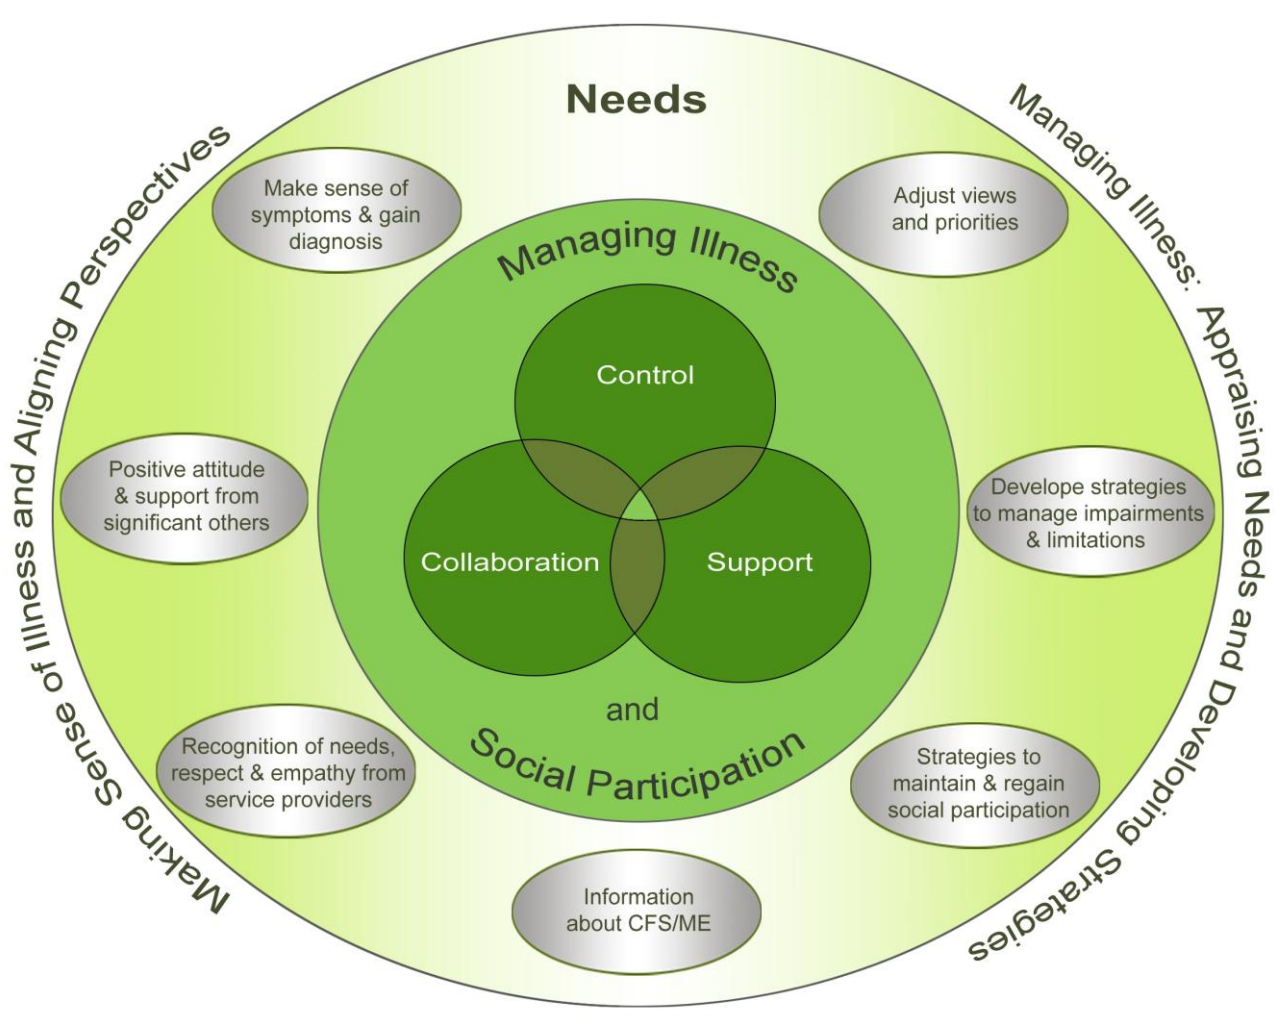 Needs
Making Sense of Illness and Aligning Perspectives
Managing Illness: Appraising Needs and Developing Strategies
Make sense of
symptoms & gain
diagnosis
Adjust views
and priorities
Managing Illness
Control
Collaboration
Support
and
Social Participation
Positive attitude
& support from
significant others
Develope strategies
to manage impairments
& limitations
Recognition of needs,
respect & empathy from
service providers
Strategies to
maintain & regain
social participation
Information
about CFS/ME